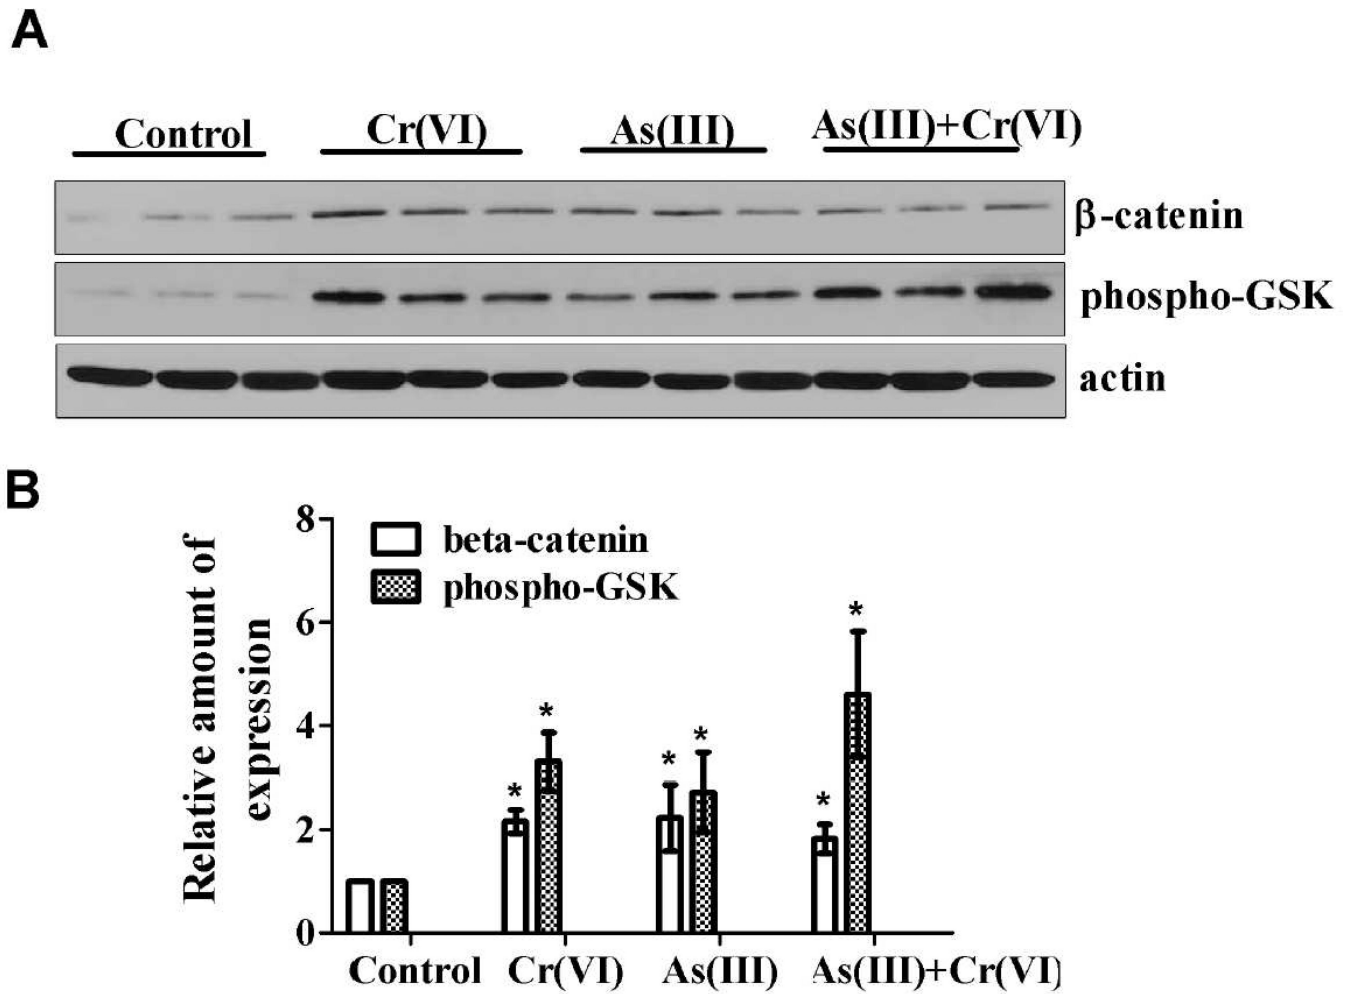 A
Control Cr(VI) As(III) As(III)+Cr(VI)
β-catenin
phospho-GSK
actin
B
Relative amount of
expression
8
6
4
2
0
beta-catenin
phospho-GSK
*
*
*
*
*
*
Control Cr(VI) As(III) As(III)+Cr(VI)